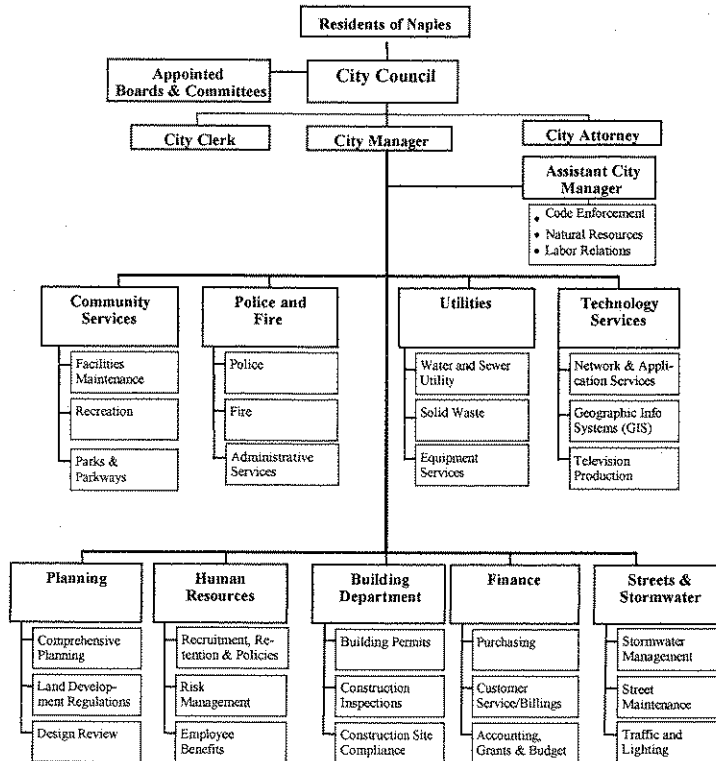 Residents of Naples
Appointed
Boards & Committees
City Council
City Clerk
City Manager
City Attorney
Assistant City
Manager
• Code Enforcement
• Natural Resources
• Labor Relations
Community
Services
Facilities
Maintenance
Recreation
Parks &
Parkways
Police and
Fire
Police
Fire
Administrative
Services
Utilities
Water and Sewer
Utility
Solid Waste
Equipment
Services
Technology
Services
Network & Appli-
cation Services
Geographic Info
Systems (GIS)
Television
Production
Planning
Comprehensive
Planning
Land Develop-
ment Regulations
Design Review
Human
Resources
Recruitment, Re-
tention & Policies
Risk
Management
Employee
Benefits
Building
Department
Building Permits
Construction
Inspections
Construction Site
Compliance
Finance
Purchasing
Customer
Service/Billings
Accounting,
Grants & Budget
Streets &
Stormwater
Stormwater
Management
Street
Maintenance
Traffic and
Lighting